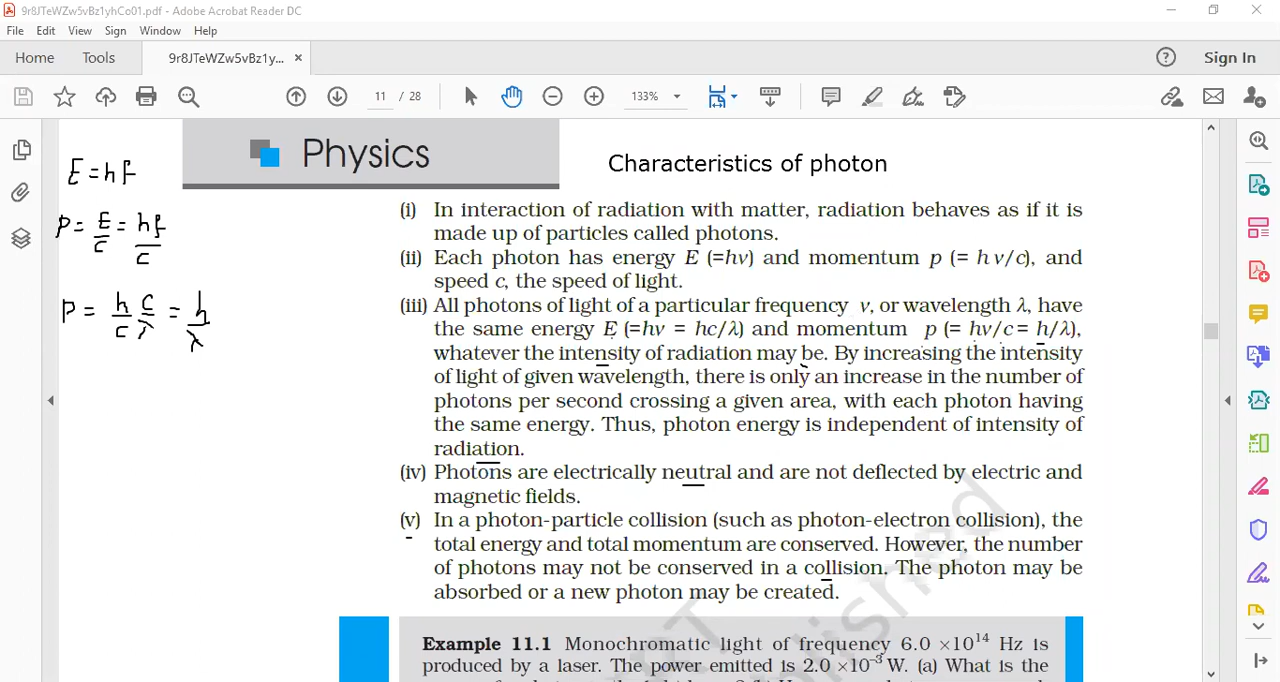 9r8JTeWZw5vBz1yhCo01.pdf - Adobe Acrobat Reader DC
File Edit View Sign Window Help
Home Tools 9r8JTeWZw5vBz1y... × Sign In
11 / 28 133%
Physics
Characteristics of photon
E = hf
P = E/c = hf/c
P = h/c c/λ = h/λ
(i) In interaction of radiation with matter, radiation behaves as if it is
made up of particles called photons.
(ii) Each photon has energy E (=hν) and momentum p (= h ν/c), and
speed c, the speed of light.
(iii) All photons of light of a particular frequency ν, or wavelength λ, have
the same energy E (=hν = hc/λ) and momentum p (= hν/c = h/λ),
whatever the intensity of radiation may be. By increasing the intensity
of light of given wavelength, there is only an increase in the number of
photons per second crossing a given area, with each photon having
the same energy. Thus, photon energy is independent of intensity of
radiation.
(iv) Photons are electrically neutral and are not deflected by electric and
magnetic fields.
(v) In a photon-particle collision (such as photon-electron collision), the
total energy and total momentum are conserved. However, the number
of photons may not be conserved in a collision. The photon may be
absorbed or a new photon may be created.
Example 11.1 Monochromatic light of frequency 6.0 ×10¹⁴ Hz is
produced by a laser. The power emitted is 2.0 ×10⁻³ W. (a) What is the